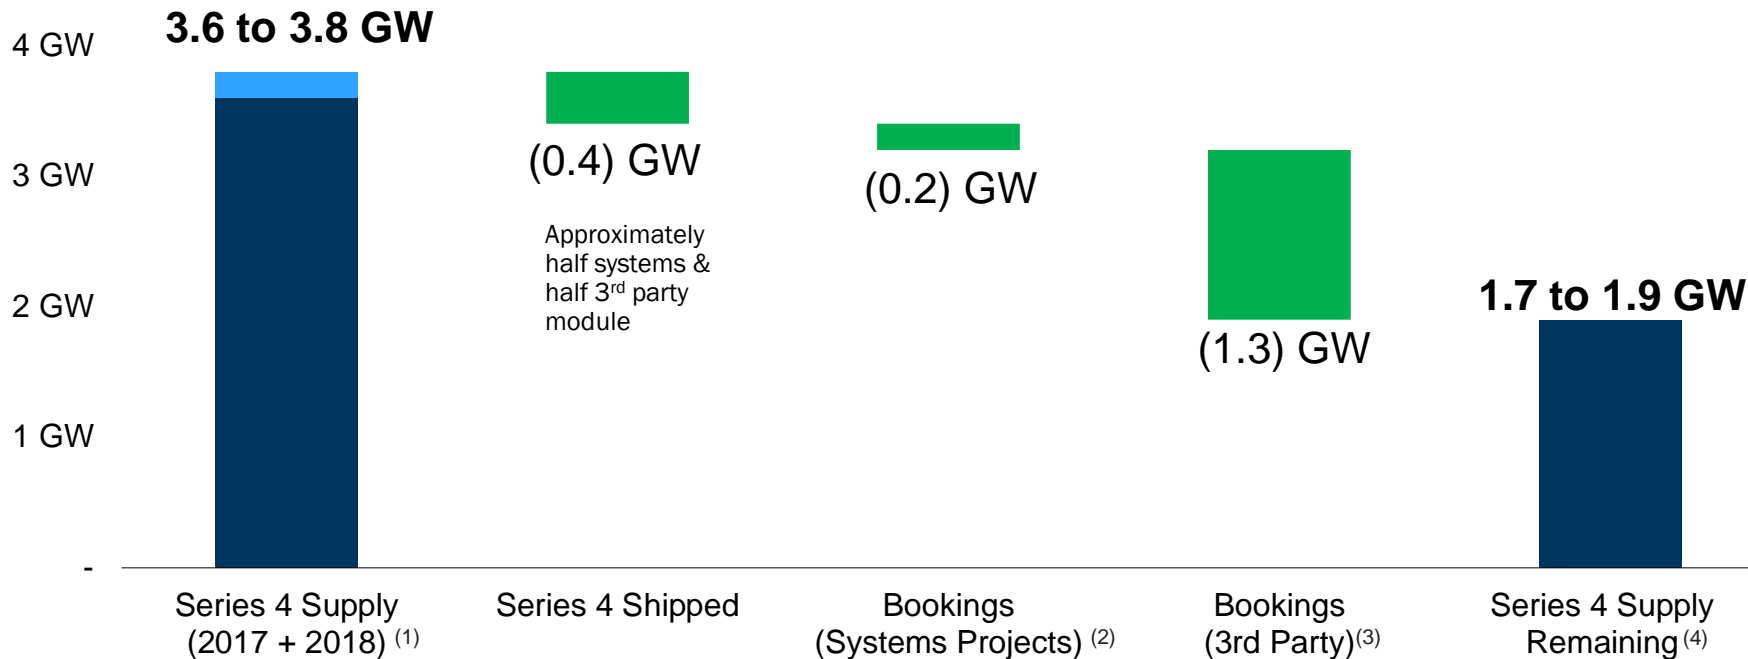 3.6 to 3.8 GW
4 GW
3 GW
2 GW
1 GW
-
(0.4) GW
Approximately
half systems &
half 3rd party
module
(0.2) GW
(1.3) GW
1.7 to 1.9 GW
Series 4 Supply
(2017 + 2018) (1)
Series 4 Shipped
Bookings
(Systems Projects) (2)
Bookings
(3rd Party)(3)
Series 4 Supply
Remaining (4)